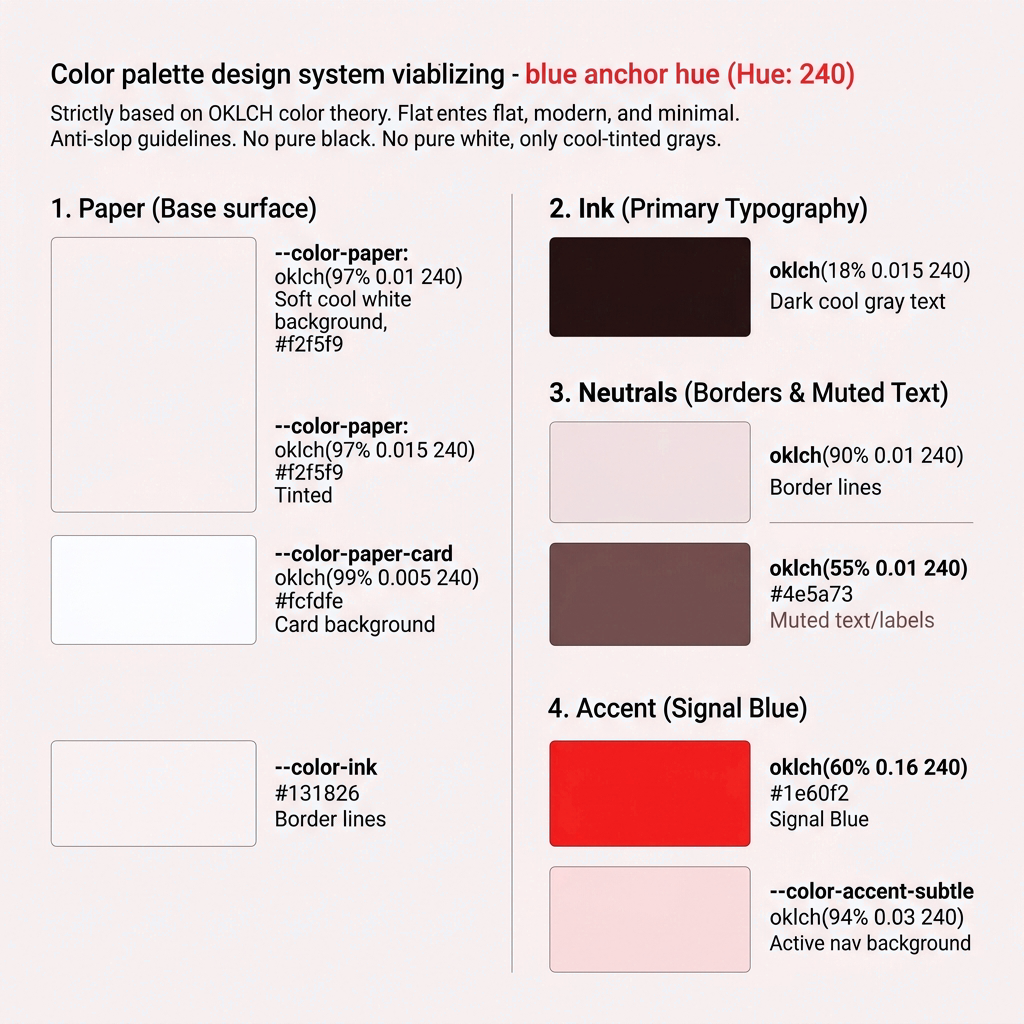 Color palette design system viablizing - blue anchor hue (Hue: 240)
Strictly based on OKLCH color theory. Flat entes flat, modern, and minimal.
Anti-slop guidelines. No pure black. No pure white, only cool-tinted grays.
1. Paper (Base surface)
--color-paper:
oklch(97% 0.01 240)
Soft cool white
background,
#f2f5f9
--color-paper:
oklch(97% 0.015 240)
#f2f5f9
Tinted
--color-paper-card
oklch(99% 0.005 240)
#fcfdfe
Card background
--color-ink
#131826
Border lines
2. Ink (Primary Typography)
oklch(18% 0.015 240)
Dark cool gray text
3. Neutrals (Borders & Muted Text)
oklch(90% 0.01 240)
Border lines
oklch(55% 0.01 240)
#4e5a73
Muted text/labels
4. Accent (Signal Blue)
oklch(60% 0.16 240)
#1e60f2
Signal Blue
--color-accent-subtle
oklch(94% 0.03 240)
Active nav background